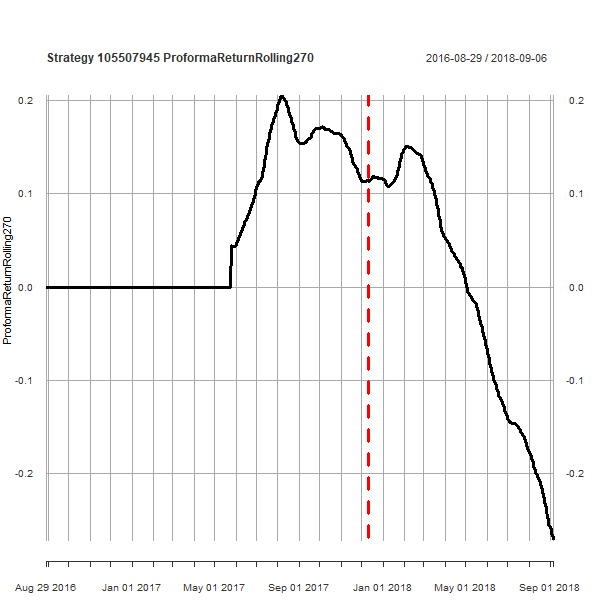 Strategy 105507945 ProformaReturnRolling270
2016-08-29 / 2018-09-06
0.2
0.2
0.1
0.1
0.0
0.0
-0.1
-0.1
-0.2
-0.2
ProformaReturnRolling270
Aug 29 2016
Jan 01 2017
May 01 2017
Sep 01 2017
Jan 01 2018
May 01 2018
Sep 01 2018